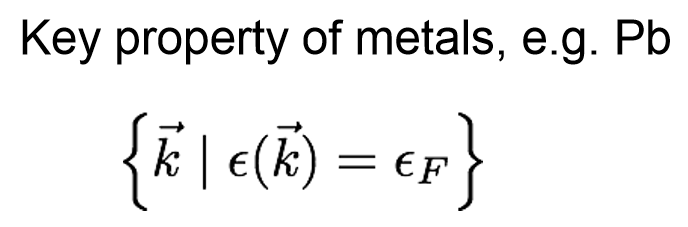 Key property of metals, e.g. Pb
{k⃗ | ϵ(k⃗) = ϵ_F}